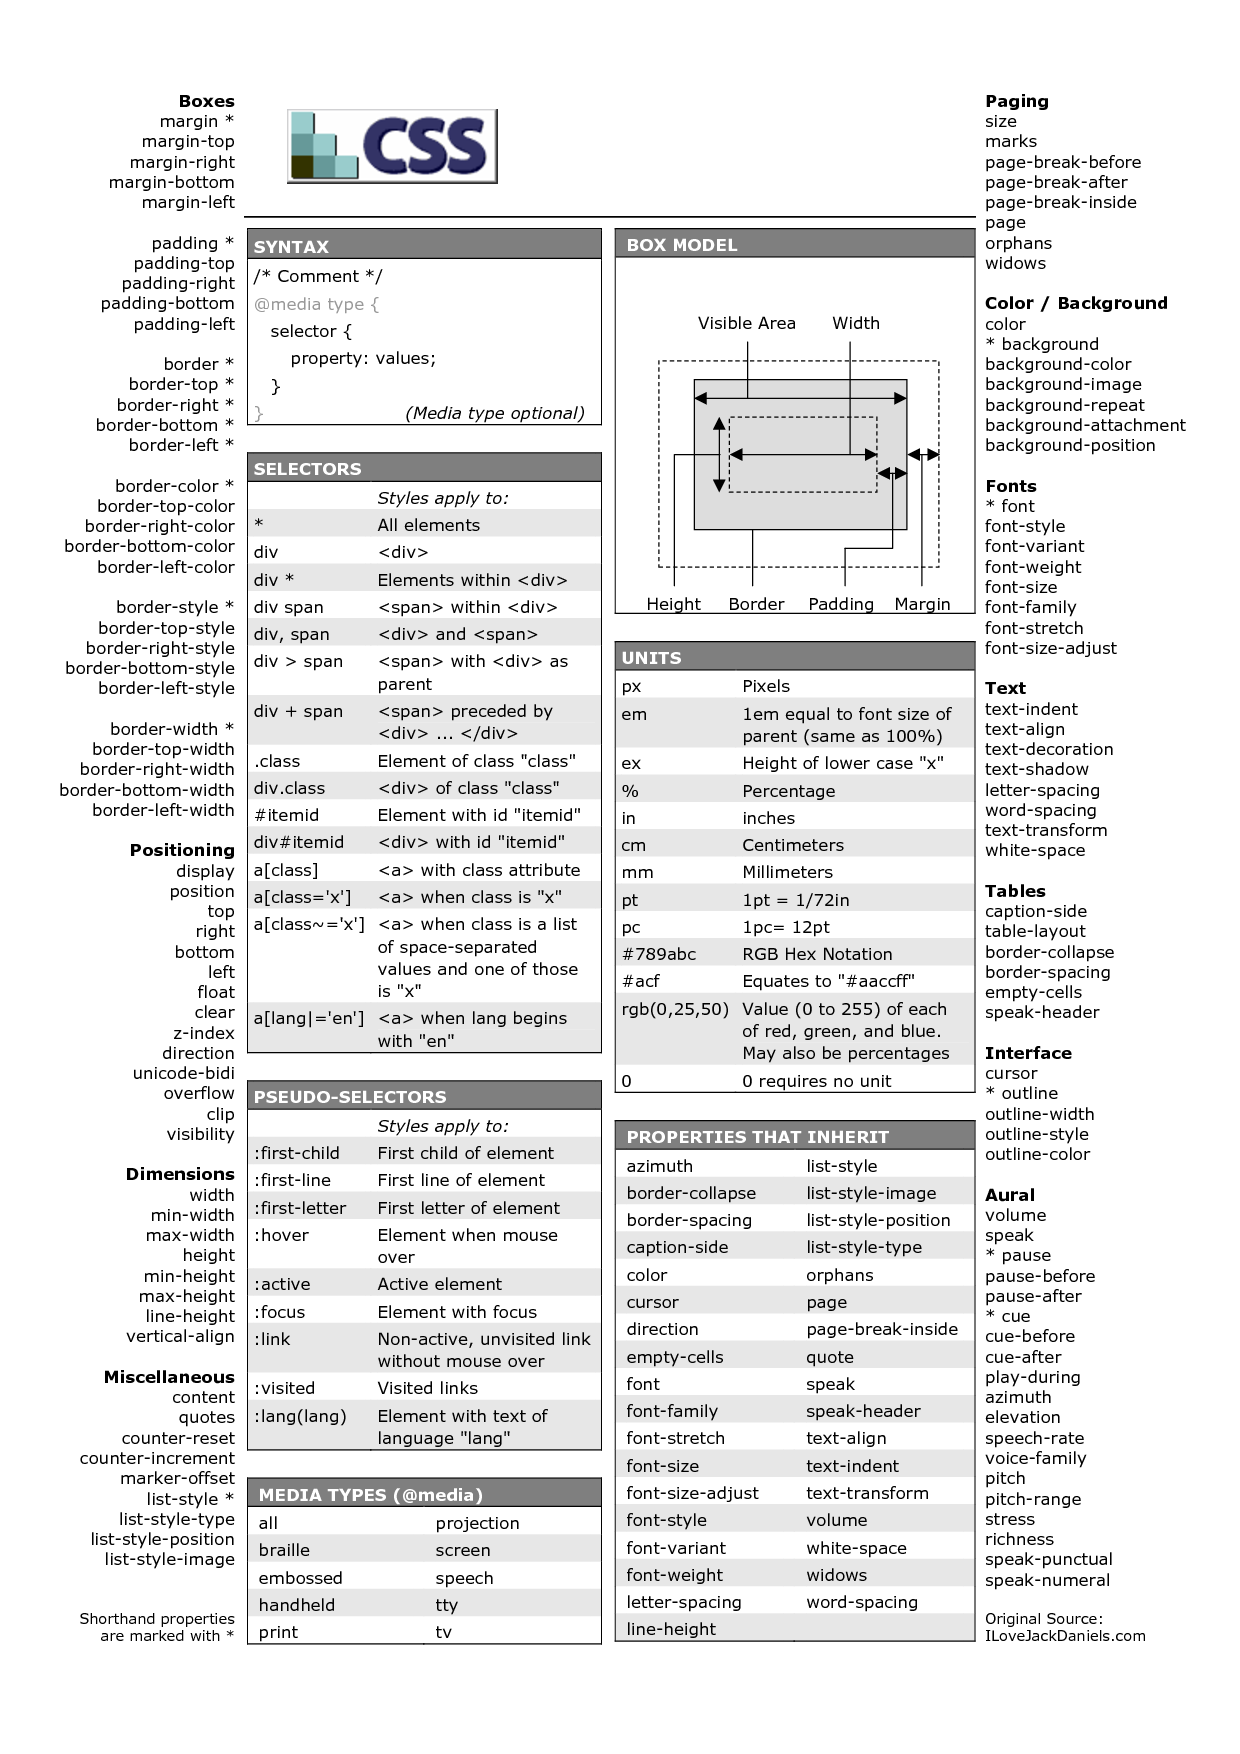 Boxes
margin *
margin-top
margin-right
margin-bottom
margin-left
padding *
padding-top
padding-right
padding-bottom
padding-left
border *
border-top *
border-right *
border-bottom *
border-left *
border-color *
border-top-color
border-right-color
border-bottom-color
border-left-color
border-style *
border-top-style
border-right-style
border-bottom-style
border-left-style
border-width *
border-top-width
border-right-width
border-bottom-width
border-left-width
Positioning
display
position
top
right
bottom
left
float
clear
z-index
direction
unicode-bidi
overflow
clip
visibility
Dimensions
width
min-width
max-width
height
min-height
max-height
line-height
vertical-align
Miscellaneous
content
quotes
counter-reset
counter-increment
marker-offset
list-style *
list-style-type
list-style-position
list-style-image
Shorthand properties
are marked with *
CSS
SYNTAX
/* Comment */
@media type {
selector {
property: values;
}
} (Media type optional)
SELECTORS
Styles apply to:
* All elements
div <div>
div * Elements within <div>
div span <span> within <div>
div, span <div> and <span>
div > span <span> with <div> as
parent
div + span <span> preceded by
<div> ... </div>
.class Element of class "class"
div.class <div> of class "class"
#itemid Element with id "itemid"
div#itemid <div> with id "itemid"
a[class] <a> with class attribute
a[class='x'] <a> when class is "x"
a[class~='x'] <a> when class is a list
of space-separated
values and one of those
is "x"
a[lang|='en'] <a> when lang begins
with "en"
PSEUDO-SELECTORS
Styles apply to:
:first-child First child of element
:first-line First line of element
:first-letter First letter of element
:hover Element when mouse
over
:active Active element
:focus Element with focus
:link Non-active, unvisited link
without mouse over
:visited Visited links
:lang(lang) Element with text of
language "lang"
MEDIA TYPES (@media)
all projection
braille screen
embossed speech
handheld tty
print tv
BOX MODEL
Visible Area Width
Height Border Padding Margin
UNITS
px Pixels
em 1em equal to font size of
parent (same as 100%)
ex Height of lower case "x"
% Percentage
in inches
cm Centimeters
mm Millimeters
pt 1pt = 1/72in
pc 1pc= 12pt
#789abc RGB Hex Notation
#acf Equates to "#aaccff"
rgb(0,25,50) Value (0 to 255) of each
of red, green, and blue.
May also be percentages
0 0 requires no unit
PROPERTIES THAT INHERIT
azimuth list-style
border-collapse list-style-image
border-spacing list-style-position
caption-side list-style-type
color orphans
cursor page
direction page-break-inside
empty-cells quote
font speak
font-family speak-header
font-stretch text-align
font-size text-indent
font-size-adjust text-transform
font-style volume
font-variant white-space
font-weight widows
letter-spacing word-spacing
line-height
Paging
size
marks
page-break-before
page-break-after
page-break-inside
page
orphans
widows
Color / Background
color
* background
background-color
background-image
background-repeat
background-attachment
background-position
Fonts
* font
font-style
font-variant
font-weight
font-size
font-family
font-stretch
font-size-adjust
Text
text-indent
text-align
text-decoration
text-shadow
letter-spacing
word-spacing
text-transform
white-space
Tables
caption-side
table-layout
border-collapse
border-spacing
empty-cells
speak-header
Interface
cursor
* outline
outline-width
outline-style
outline-color
Aural
volume
speak
* pause
pause-before
pause-after
* cue
cue-before
cue-after
play-during
azimuth
elevation
speech-rate
voice-family
pitch
pitch-range
stress
richness
speak-punctual
speak-numeral
Original Source:
ILoveJackDaniels.com